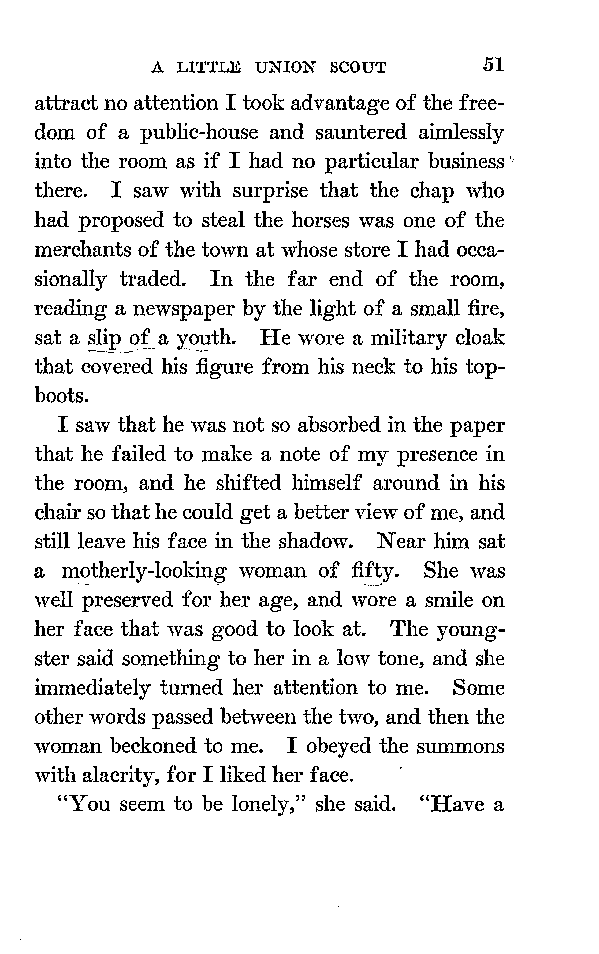 A LITTLE UNION SCOUT 51
attract no attention I took advantage of the free-
dom of a public-house and sauntered aimlessly
into the room as if I had no particular business
there. I saw with surprise that the chap who
had proposed to steal the horses was one of the
merchants of the town at whose store I had occa-
sionally traded. In the far end of the room,
reading a newspaper by the light of a small fire,
sat a slip of a youth. He wore a military cloak
that covered his figure from his neck to his top-
boots.
I saw that he was not so absorbed in the paper
that he failed to make a note of my presence in
the room, and he shifted himself around in his
chair so that he could get a better view of me, and
still leave his face in the shadow. Near him sat
a motherly-looking woman of fifty. She was
well preserved for her age, and wore a smile on
her face that was good to look at. The young-
ster said something to her in a low tone, and she
immediately turned her attention to me. Some
other words passed between the two, and then the
woman beckoned to me. I obeyed the summons
with alacrity, for I liked her face.
“You seem to be lonely,” she said. “Have a